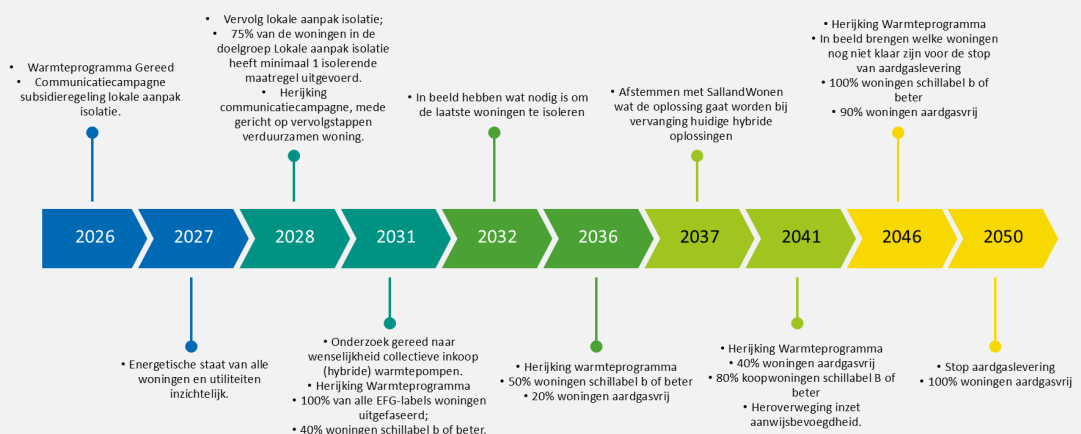 • Warmteprogramma Gereed
• Communicatiecampagne
subsidieregeling lokale aanpak
isolatie.
• Vervolg lokale aanpak isolatie;
• 75% van de woningen in de
doelgroep Lokale aanpak isolatie
heeft minimaal 1 isolerende
maatregel uitgevoerd.
• Herijking
communicatiecampagne, mede
gericht op vervolgstappen
verduurzamen woning.
• In beeld hebben wat nodig is om
de laatste woningen te isoleren
• Afstemmen met SallandWonen
wat de oplossing gaat worden bij
vervanging huidige hybride
oplossingen
• Herijking Warmteprogramma
• In beeld brengen welke woningen
nog niet klaar zijn voor de stop
van aardgaslevering
• 100% woningen schillabel b of
beter
• 90% woningen aardgasvrij
2026
2027
2028
2031
2032
2036
2037
2041
2046
2050
• Energetische staat van alle
woningen en utiliteiten
inzichtelijk.
• Onderzoek gereed naar
wenselijkheid collectieve inkoop
(hybride) warmtepompen.
• Herijking Warmteprogramma
• 100% van alle EFG-labels woningen
uitgefaseerd;
• 40% woningen schillabel b of beter.
• Herijking warmteprogramma
• 50% woningen schillabel b of beter
• 20% woningen aardgasvrij
• Herijking Warmteprogramma
• 40% woningen aardgasvrij
• 80% koopwoningen schillabel B of
beter
• Heroverweging inzet
aanwijsbevoegdheid.
• Stop aardgaslevering
• 100% woningen aardgasvrij